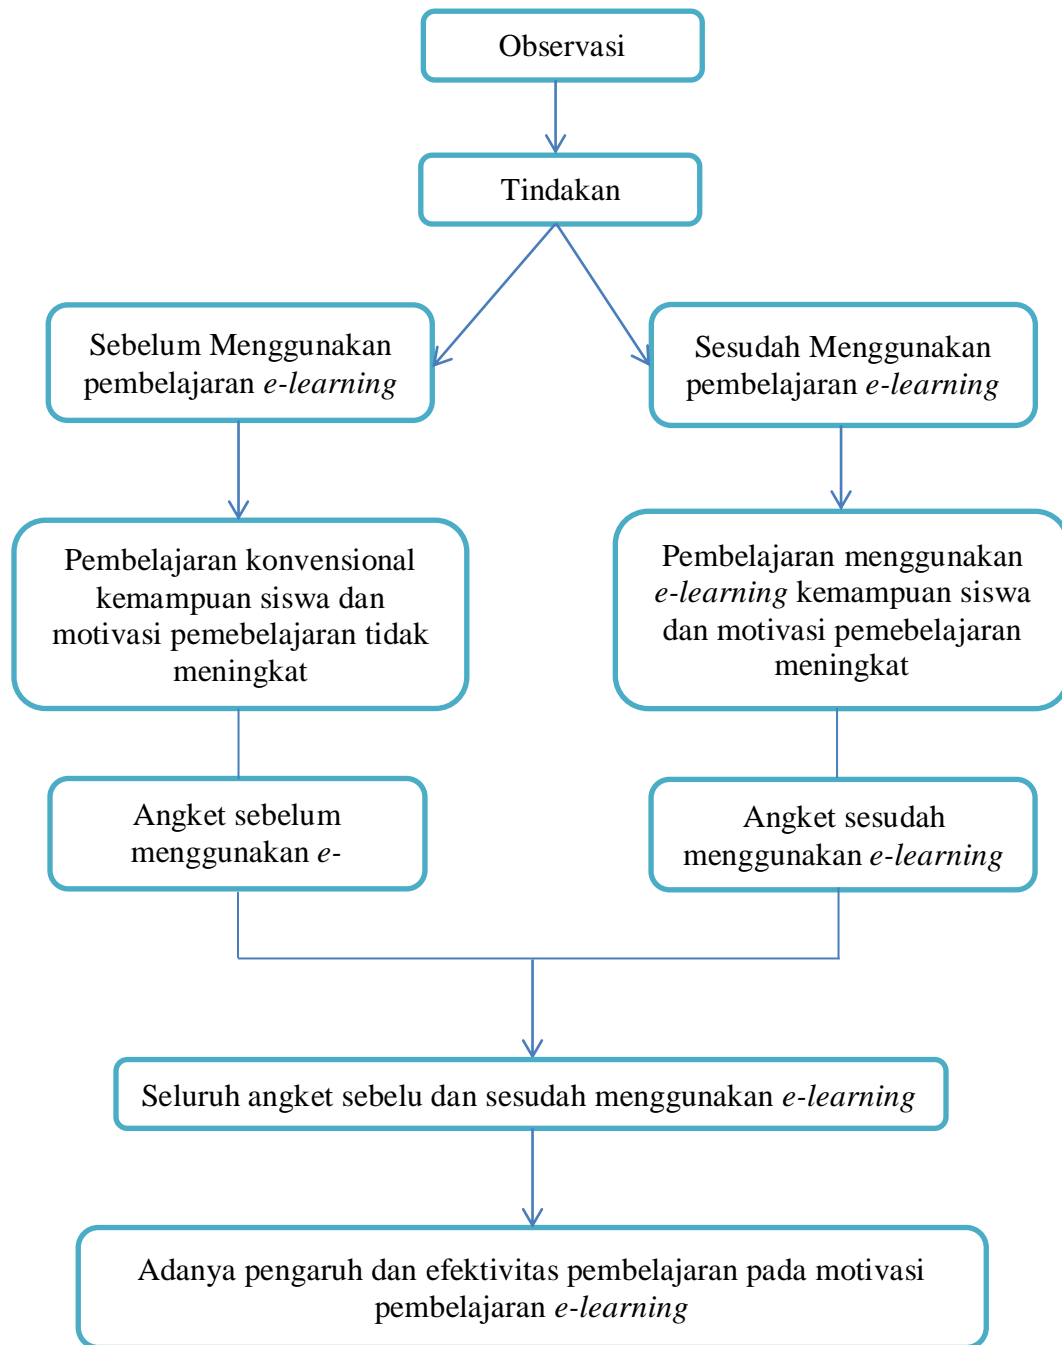 Observasi
Tindakan
Sebelum Menggunakan
pembelajaran e-learning
Sesudah Menggunakan
pembelajaran e-learning
Pembelajaran konvensional
kemampuan siswa dan
motivasi pemebelajaran tidak
meningkat
Pembelajaran menggunakan
e-learning kemampuan siswa
dan motivasi pemebelajaran
meningkat
Angket sebelum
menggunakan e-
Angket sesudah
menggunakan e-learning
Seluruh angket sebelu dan sesudah menggunakan e-learning
Adanya pengaruh dan efektivitas pembelajaran pada motivasi
pembelajaran e-learning